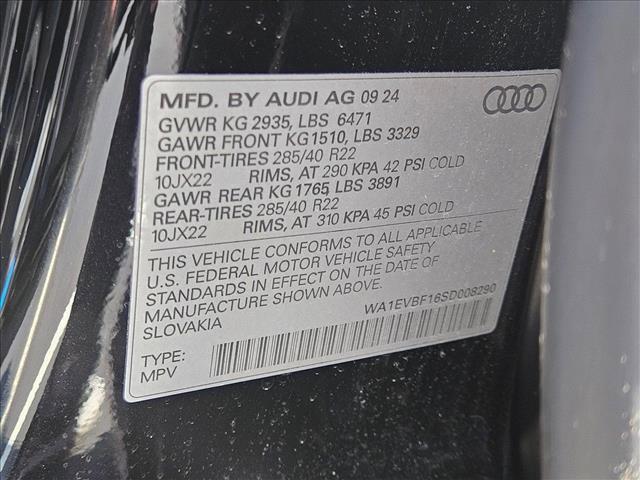 MFD. BY AUDI AG 09 24
GVWR KG 2935, LBS 6471
GAWR FRONT KG1510, LBS 3329
FRONT-TIRES 285/40 R22
10JX22 RIMS, AT 290 KPA 42 PSI COLD
GAWR REAR KG1765, LBS 3891
REAR-TIRES 285/40 R22
10JX22 RIMS, AT 310 KPA 45 PSI COLD
THIS VEHICLE CONFORMS TO ALL APPLICABLE
U.S. FEDERAL MOTOR VEHICLE SAFETY
STANDARDS IN EFFECT ON THE DATE OF
MANUFACTURE SHOWN ABOVE.
SLOVAKIA WA1EVBF16SD008290
TYPE:
MPV